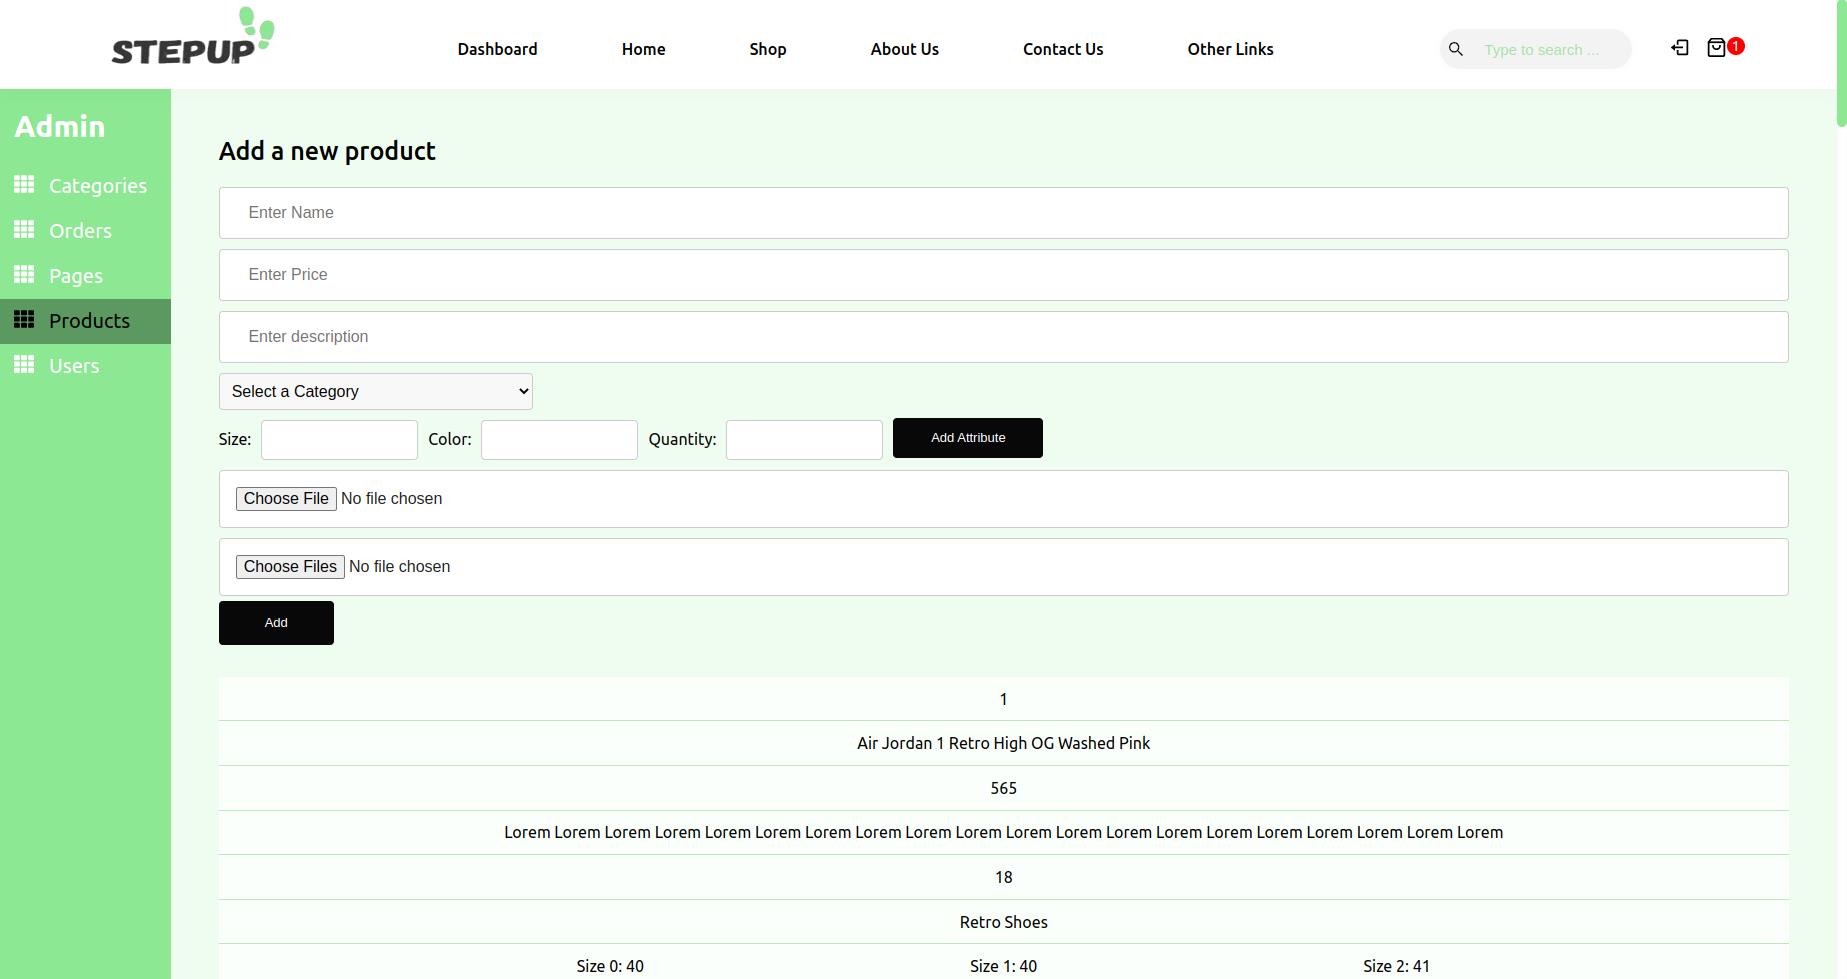 STEPUP
Dashboard Home Shop About Us Contact Us Other Links
Type to search ...
1
Admin
Categories
Orders
Pages
Products
Users
Add a new product
Enter Name
Enter Price
Enter description
Select a Category
Size: Color: Quantity: Add Attribute
Choose File No file chosen
Choose Files No file chosen
Add
1
Air Jordan 1 Retro High OG Washed Pink
565
Lorem Lorem Lorem Lorem Lorem Lorem Lorem Lorem Lorem Lorem Lorem Lorem Lorem Lorem Lorem Lorem Lorem Lorem Lorem Lorem
18
Retro Shoes
Size 0: 40 Size 1: 40 Size 2: 41